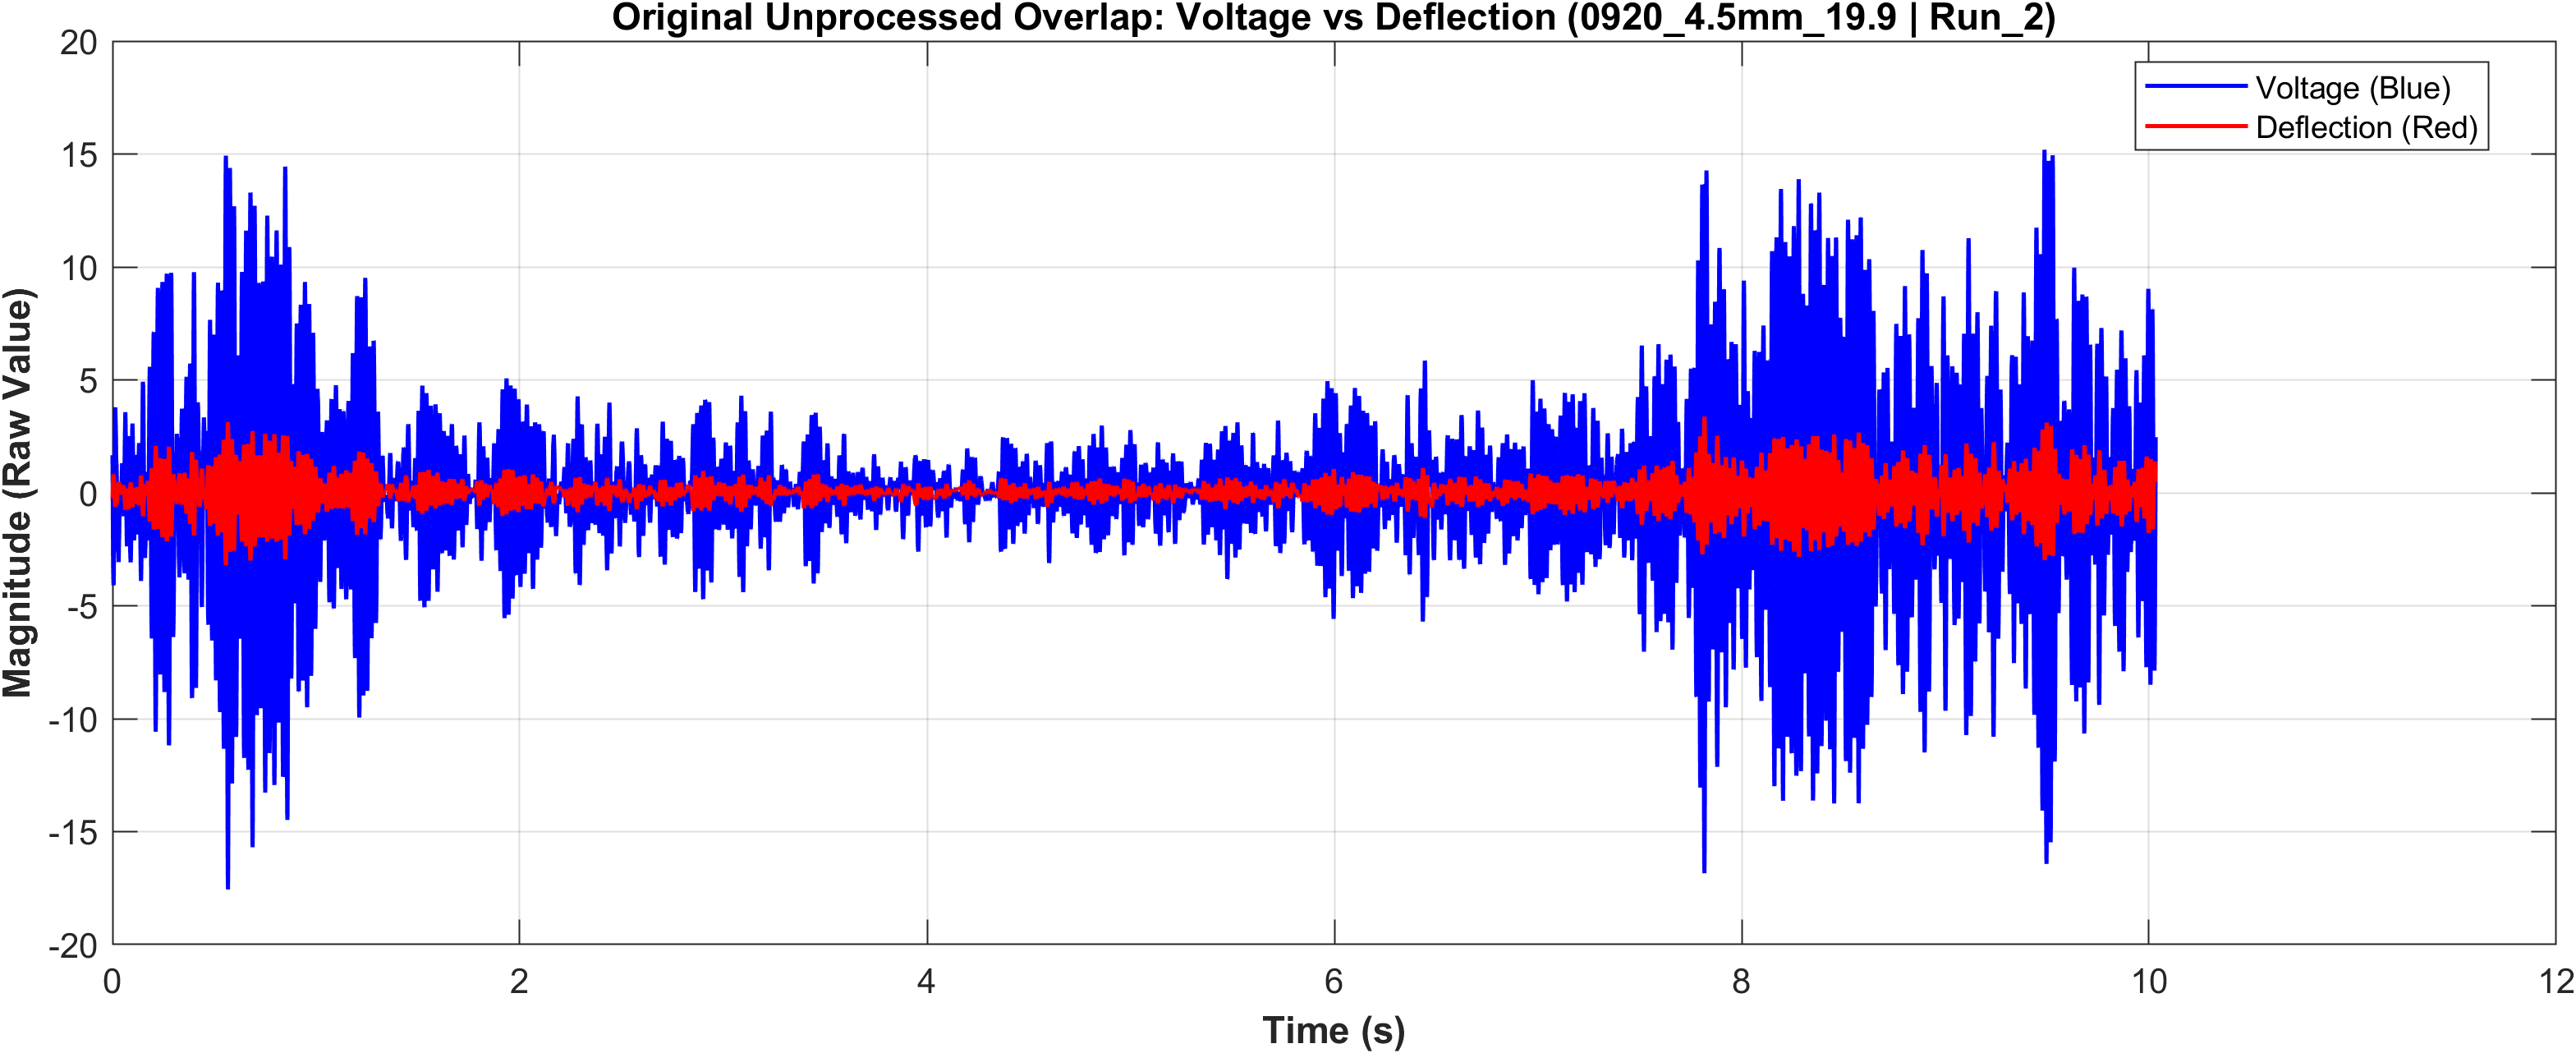 Original Unprocessed Overlap: Voltage vs Deflection (0920_4.5mm_19.9 | Run_2)
Voltage (Blue)
Deflection (Red)
Magnitude (Raw Value)
20
15
10
5
0
-5
-10
-15
-20
0 2 4 6 8 10 12
Time (s)